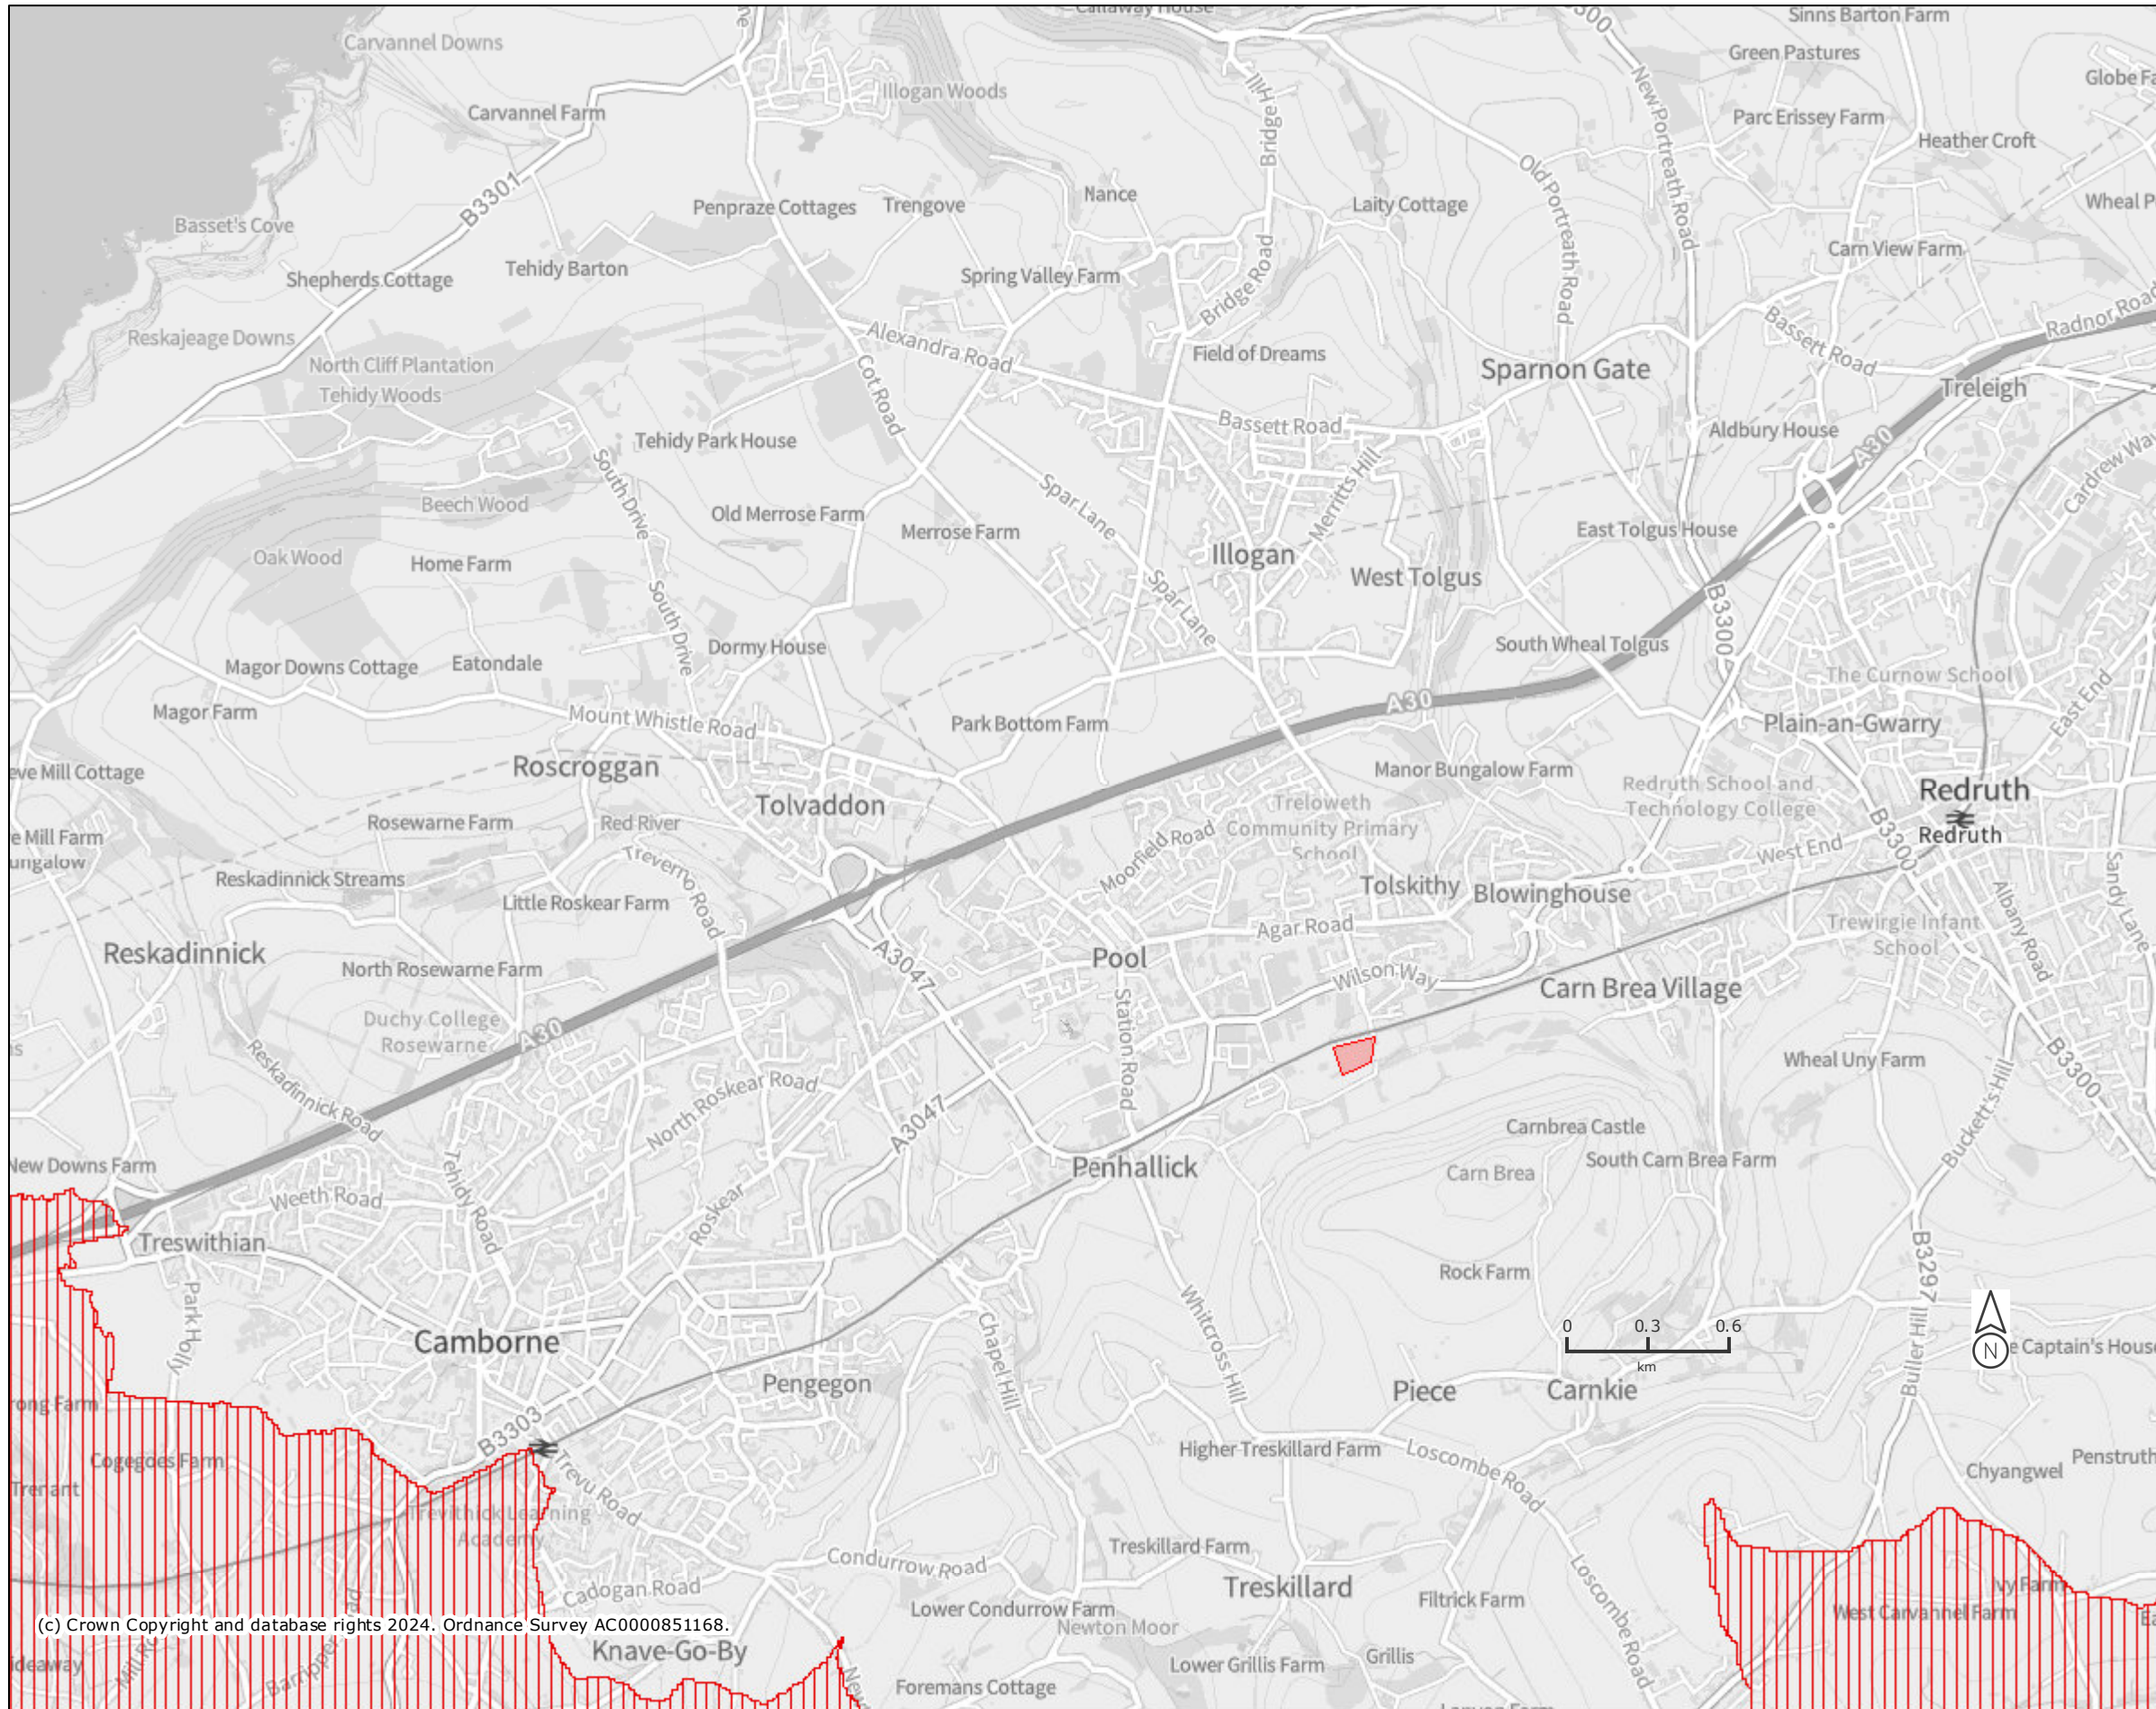 Callaway House
Sinns Barton Farm
Carvannel Downs
Green Pastures
Illogan Woods
Carvannel Farm
Bridge Hill
New Portreath Road
Parc Erissey Farm
Heather Croft
B3301
Old Portreath Road
Penpraze Cottages
Trengove
Nance
Laity Cottage
Basset's Cove
Carn View Farm
Shepherds Cottage
Tehidy Barton
Spring Valley Farm
Bridge Road
Bassett Road
Radnor Road
Reskajeage Downs
North Cliff Plantation
Tehidy Woods
Alexandra Road
Cot Road
Field of Dreams
Sparnon Gate
Treleigh
Tehidy Park House
Bassett Road
Aldbury House
A30
South Drive
Spar Lane
Merritts Hill
Beech Wood
Old Merrose Farm
Merrose Farm
East Tolgus House
Oak Wood
Home Farm
Illogan
West Tolgus
South Drive
Spar Lane
B3300
Magor Downs Cottage
Eatondale
Dormy House
South Wheal Tolgus
The Curnow School
East End
Magor Farm
Mount Whistle Road
Park Bottom Farm
A30
Plain-an-Gwarry
eve Mill Cottage
Roscroggan
Tolvaddon
Manor Bungalow Farm
Redruth School and
Technology College
Redruth
Redruth
B3300
e Mill Farm
ungalow
Rosewarne Farm
Red River
Moorfield Road
Treloweth
Community Primary
School
West End
Reskadinnick Streams
Little Roskear Farm
Tolskithy
Blowinghouse
Albany Road
Sandy Lane
Agar Road
Trewirgie Infant
School
Reskadinnick
North Rosewarne Farm
A3047
Pool
Wilson Way
Carn Brea Village
Station Road
Duchy College
Rosewarne
A30
Reskadinnick Road
North Roskear Road
Wheal Uny Farm
B3300
Buckett's Hill
A3047
Carnbrea Castle
New Downs Farm
Penhallick
Carn Brea
South Carn Brea Farm
Weeth Road
Tehidy Road
Roskear
Treswithian
Rock Farm
B3297
Park Holly
Whitcross Hill
Chapel Hill
0 0.3 0.6
km
N
Camborne
Buller Hill
e Captain's House
Pengegon
Piece
Carnkie
rong Farm
B3303
Cogegoes Farm
Higher Treskillard Farm
Loscombe Road
Chyangwel
Trenant
Trevu Road
Trevithick Learning
Academy
Condurrow Road
Treskillard Farm
Cadogan Road
Treskillard
Filtrick Farm
Loscombe Road
vy Farm
West Carvannel Farm
Lower Condurrow Farm
Newton Moor
(c) Crown Copyright and database rights 2024. Ordnance Survey AC0000851168.
Knave-Go-By
Lower Grillis Farm
Grillis
ideaway
Foremans Cottage